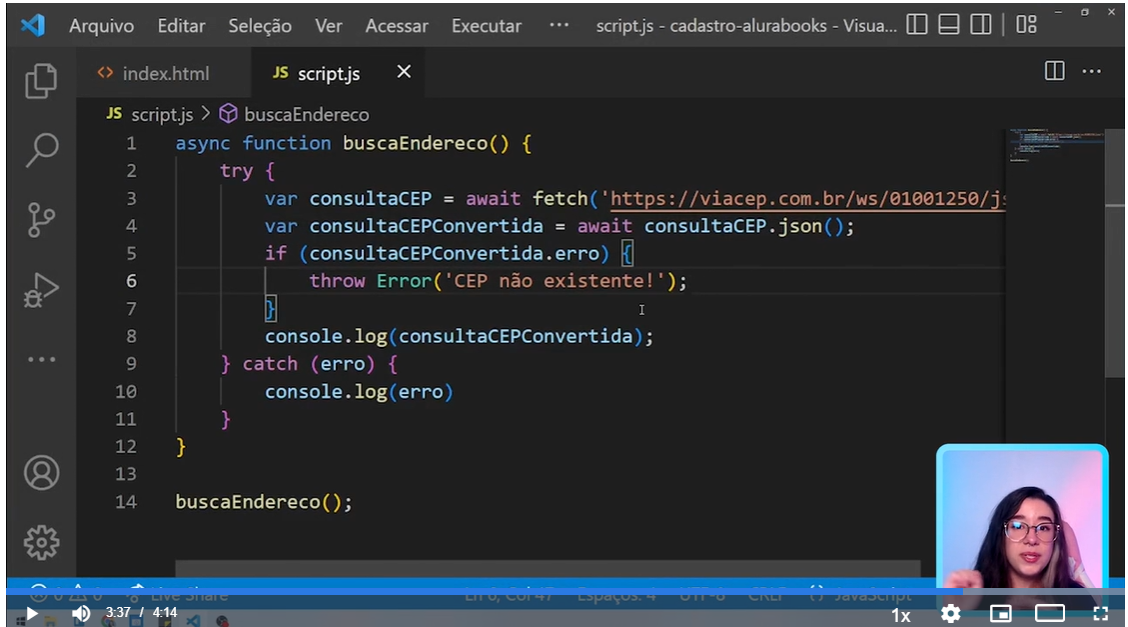 Arquivo Editar Seleção Ver Acessar Executar ··· script.js - cadastro-alurabooks - Visua...
<> index.html JS script.js
JS script.js > buscaEndereco
1 async function buscaEndereco() {
2 try {
3 var consultaCEP = await fetch('https://viacep.com.br/ws/01001250/js
4 var consultaCEPConvertida = await consultaCEP.json();
5 if (consultaCEPConvertida.erro) {
6 throw Error('CEP não existente!');
7 }
8 console.log(consultaCEPConvertida);
9 } catch (erro) {
10 console.log(erro)
11 }
12 }
13
14 buscaEndereco();
Live Share Ln 6, Col 47 Espaços: 4 UTF-8 CRLF {} JavaScript
3:37 / 4:14 1x